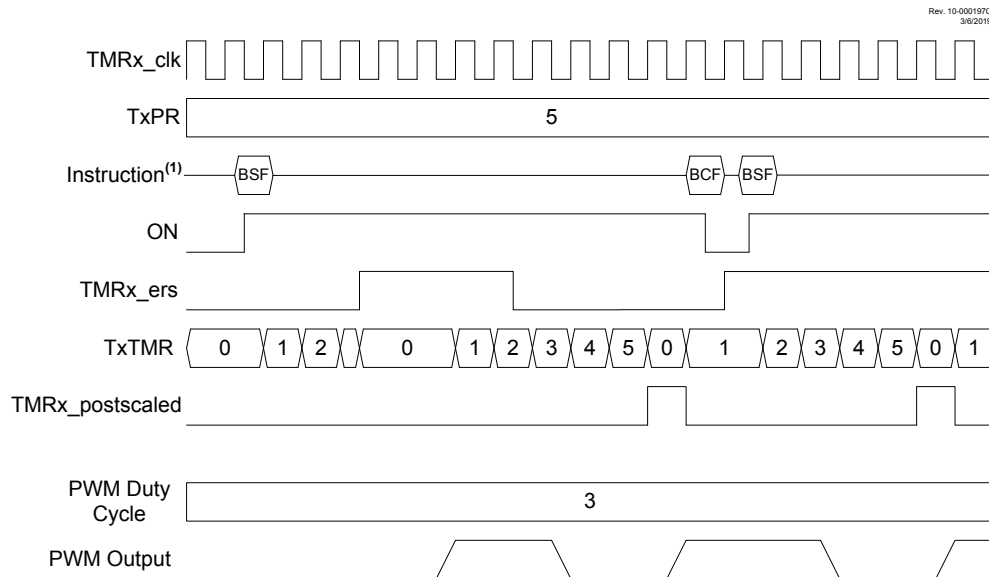 Rev. 10-000197C
3/6/2019
TMRx_clk
TxPR 5
Instruction(1) BSF BCF BSF
ON
TMRx_ers
TxTMR 0 1 2 0 1 2 3 4 5 0 1 2 3 4 5 0 1
TMRx_postscaled
PWM Duty
Cycle 3
PWM Output